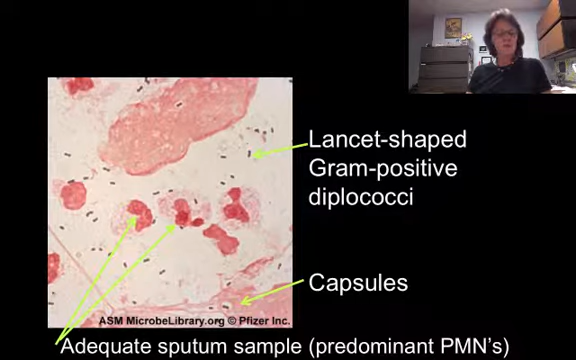 Lancet-shaped
Gram-positive
diplococci
Capsules
ASM MicrobeLibrary.org © Pfizer Inc.
Adequate sputum sample (predominant PMN's)